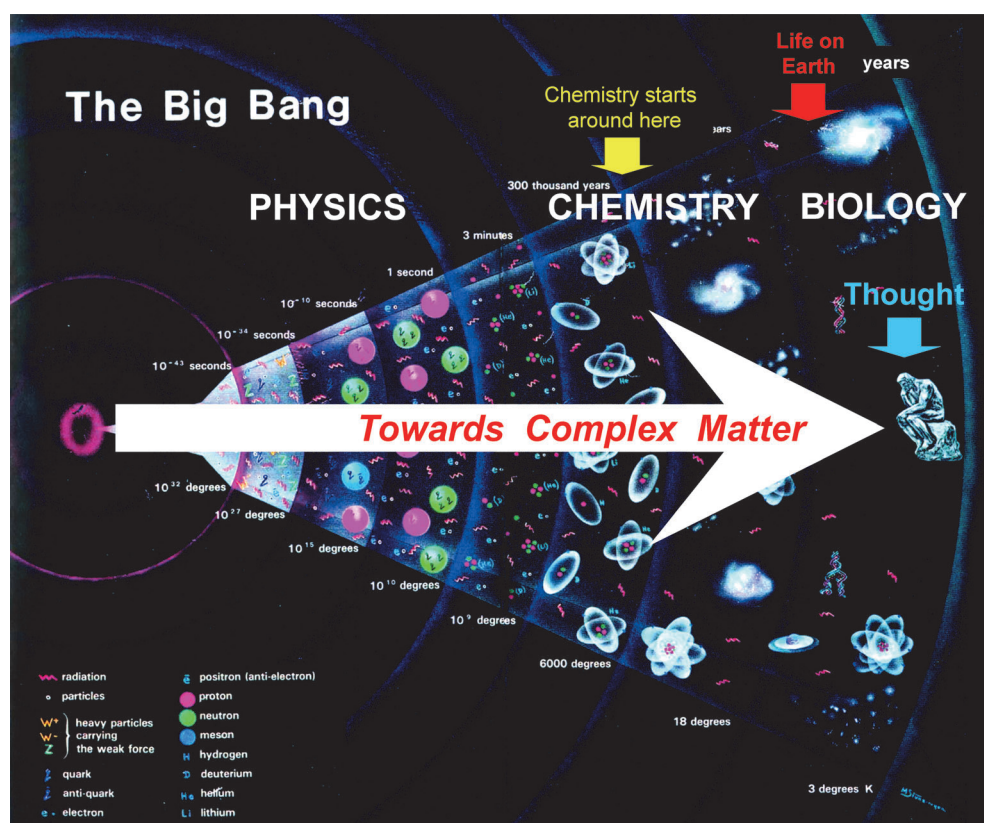 Life on
Earth
years
The Big Bang
Chemistry starts
around here
300 thousand years
PHYSICS
CHEMISTRY
BIOLOGY
3 minutes
1 second
10⁻¹⁰ seconds
Thought
10⁻³⁴ seconds
10⁻⁴³ seconds
Towards Complex Matter
10³² degrees
10²⁷ degrees
10¹⁵ degrees
10¹⁰ degrees
10⁹ degrees
6000 degrees
18 degrees
3 degrees K
radiation
particles
W+
W-
Z
heavy particles
carrying
the weak force
quark
anti-quark
e- electron
ē positron (anti-electron)
proton
neutron
meson
H hydrogen
D deuterium
He helium
Li lithium